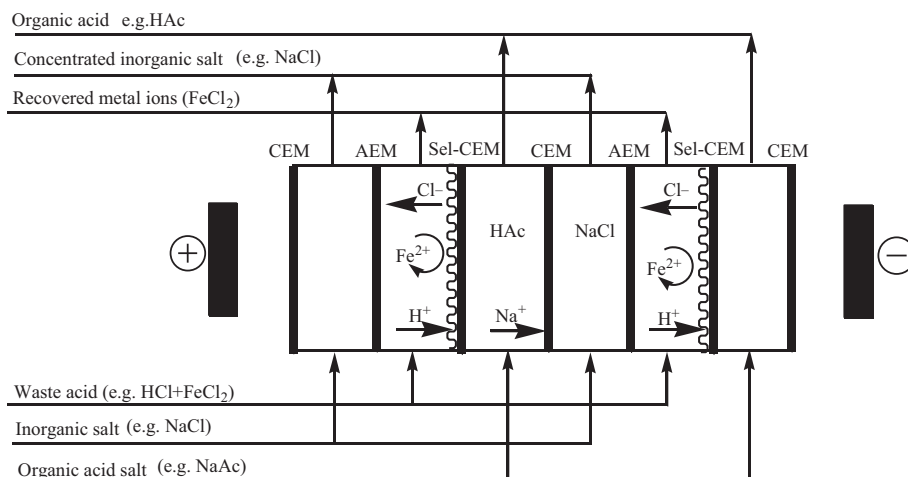 Organic acid e.g.HAc
Concentrated inorganic salt (e.g. NaCl)
Recovered metal ions (FeCl₂)
CEM AEM Sel-CEM CEM AEM Sel-CEM CEM
Cl– Cl–
HAc NaCl
+ Fe²⁺ Fe²⁺ −
H⁺ Na⁺ H⁺
Waste acid (e.g. HCl+FeCl₂)
Inorganic salt (e.g. NaCl)
Organic acid salt (e.g. NaAc)